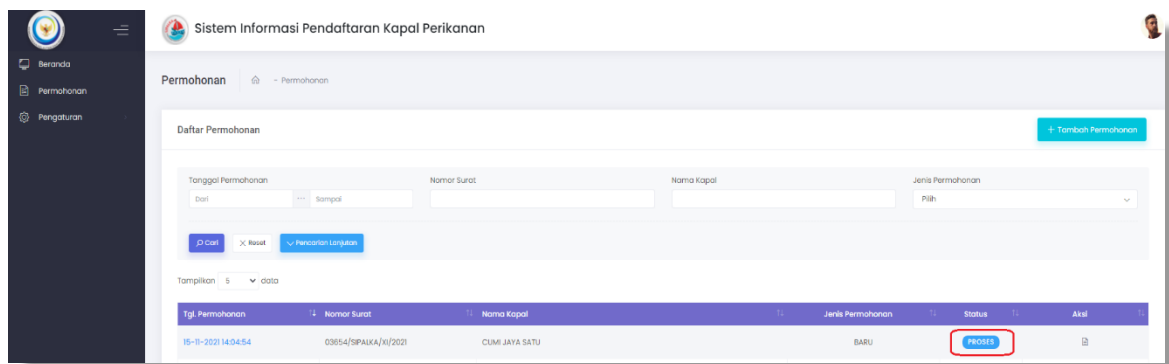 Sistem Informasi Pendaftaran Kapal Perikanan
Beranda
Permohonan
Pengaturan
Permohonan - Permohonan
Daftar Permohonan
+ Tambah Permohonan
Tanggal Permohonan Nomor Surat Nama Kapal Jenis Permohonan
Dari ... Sampai Pilih
Cari Reset Pencarian Lanjutan
Tampilkan 5 data
Tgl. Permohonan Nomor Surat Nama Kapal Jenis Permohonan Status Aksi
15-11-2021 14:04:54 03654/SIPALKA/XI/2021 CUMI JAYA SATU BARU PROSES